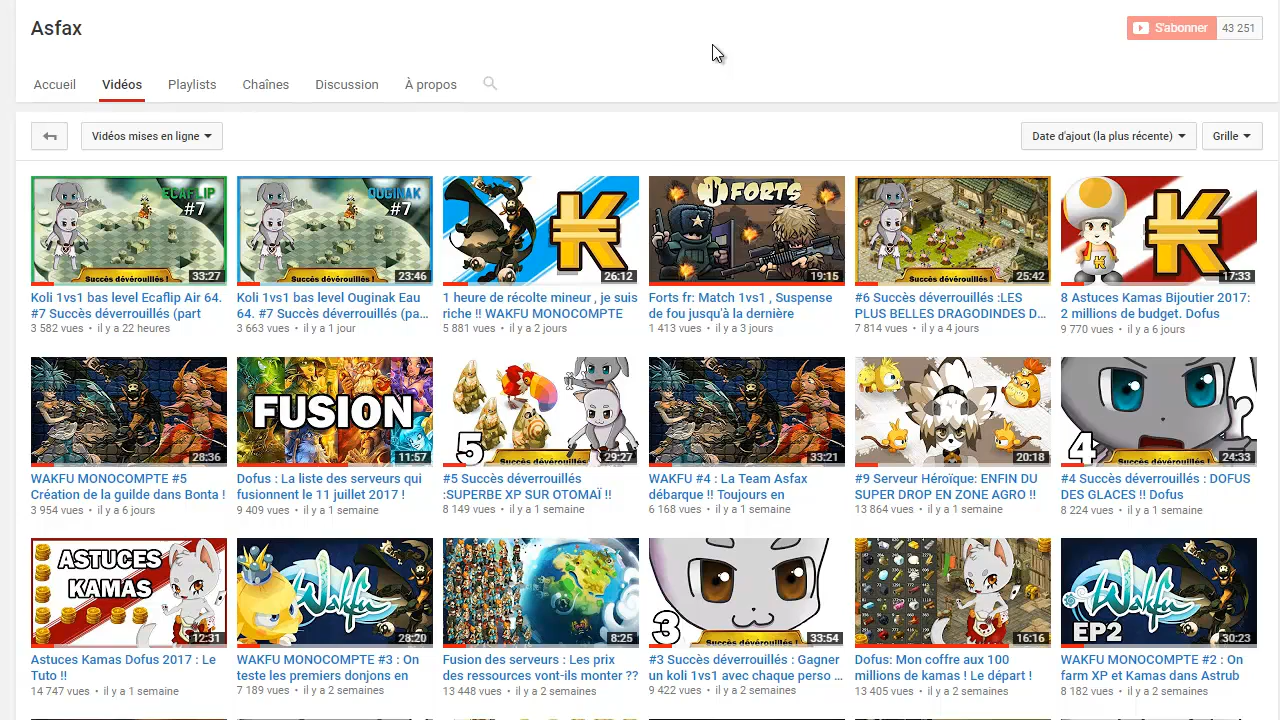 Asfax
S'abonner 43 251
Accueil Vidéos Playlists Chaînes Discussion À propos
Vidéos mises en ligne Date d'ajout (la plus récente) Grille
ECAFLIP
#7
Succès dévérouillés !
33:27
OUGINAK
#7
Succès dévérouillés !
23:46
26:12
FORTS
19:15
Succès dévérouillés !
25:42
17:33
Koli 1vs1 bas level Ecaflip Air 64.
#7 Succès déverrouillés (part
3 582 vues • il y a 22 heures
Koli 1vs1 bas level Ouginak Eau
64. #7 Succès déverrouillés (pa...
3 663 vues • il y a 1 jour
1 heure de récolte mineur , je suis
riche !! WAKFU MONOCOMPTE
5 881 vues • il y a 2 jours
Forts fr: Match 1vs1 , Suspense
de fou jusqu'à la dernière
1 413 vues • il y a 3 jours
#6 Succès déverrouillés :LES
PLUS BELLES DRAGODINDES D...
7 814 vues • il y a 4 jours
8 Astuces Kamas Bijoutier 2017:
2 millions de budget. Dofus
9 770 vues • il y a 6 jours
28:36
FUSION
11:57
5
Succès dévérouillés !
29:27
33:21
20:18
4
Succès dévérouillés !
24:33
WAKFU MONOCOMPTE #5
Création de la guilde dans Bonta !
3 954 vues • il y a 6 jours
Dofus : La liste des serveurs qui
fusionnent le 11 juillet 2017 !
9 409 vues • il y a 1 semaine
#5 Succès déverrouillés
:SUPERBE XP SUR OTOMAÏ !!
8 149 vues • il y a 1 semaine
WAKFU #4 : La Team Asfax
débarque !! Toujours en
6 168 vues • il y a 1 semaine
#9 Serveur Héroïque: ENFIN DU
SUPER DROP EN ZONE AGRO !!
13 864 vues • il y a 1 semaine
#4 Succès déverrouillés : DOFUS
DES GLACES !! Dofus
8 224 vues • il y a 1 semaine
ASTUCES
KAMAS
12:31
Wakfu
28:20
8:25
3
Succès dévérouillés !
33:54
16:16
Wakfu
EP2
30:23
Astuces Kamas Dofus 2017 : Le
Tuto !!
14 747 vues • il y a 1 semaine
WAKFU MONOCOMPTE #3 : On
teste les premiers donjons en
7 189 vues • il y a 2 semaines
Fusion des serveurs : Les prix
des ressources vont-ils monter ??
13 448 vues • il y a 2 semaines
#3 Succès déverrouillés : Gagner
un koli 1vs1 avec chaque perso ...
9 422 vues • il y a 2 semaines
Dofus: Mon coffre aux 100
millions de kamas ! Le départ !
13 405 vues • il y a 2 semaines
WAKFU MONOCOMPTE #2 : On
farm XP et Kamas dans Astrub
8 182 vues • il y a 2 semaines